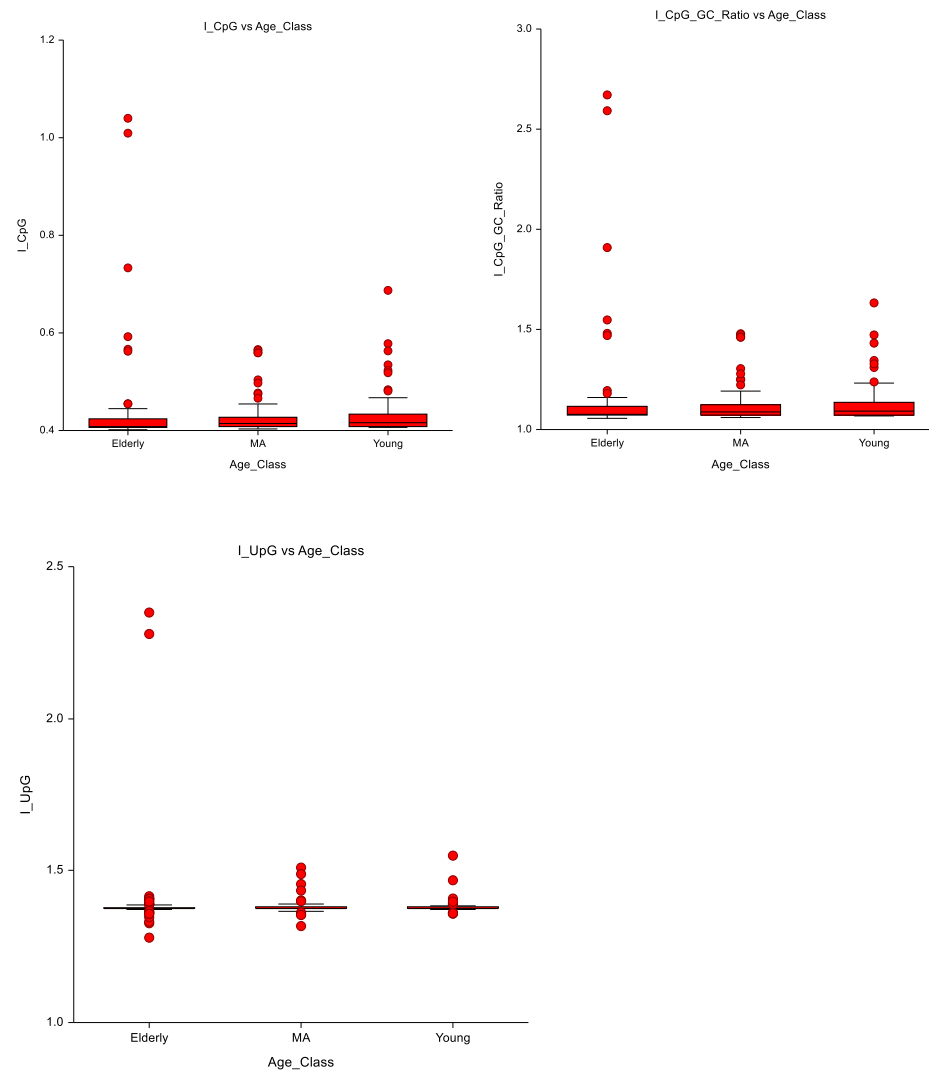 I_CpG vs Age_Class
1.2
1.0
0.8
0.6
0.4
I_CpG
Elderly MA Young
Age_Class
I_CpG_GC_Ratio vs Age_Class
3.0
2.5
2.0
1.5
1.0
I_CpG_GC_Ratio
Elderly MA Young
Age_Class
I_UpG vs Age_Class
2.5
2.0
1.5
1.0
I_UpG
Elderly MA Young
Age_Class